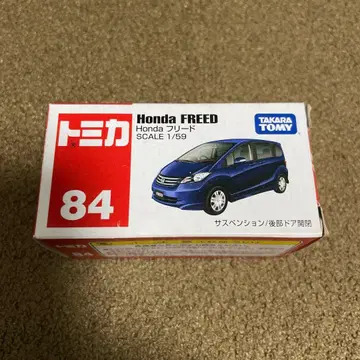 トミカ
84
Honda FREED
Honda フリード
SCALE 1/59
TAKARA
TOMY
サスペンション/後部ドア開閉
84